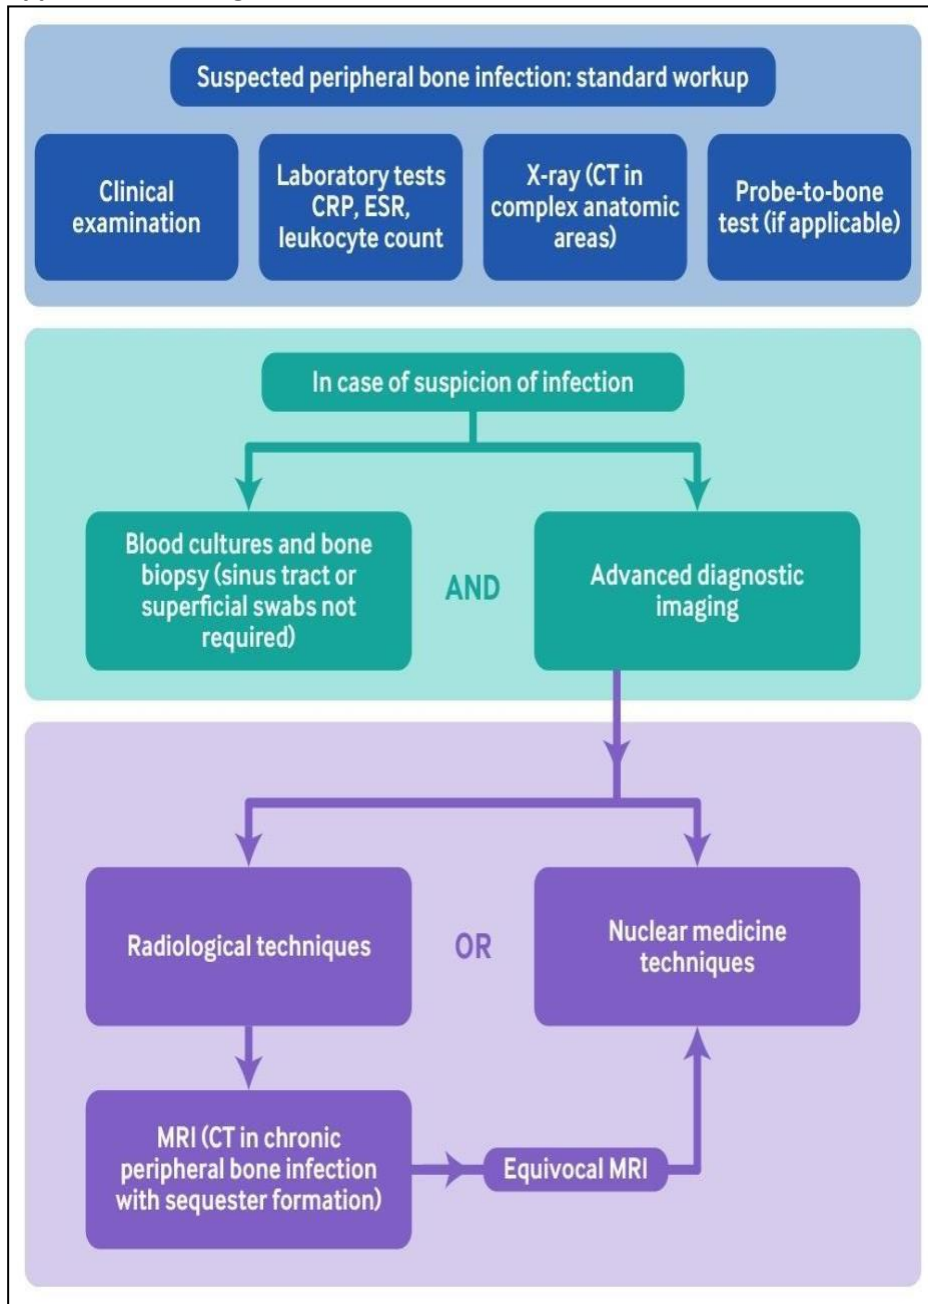 Suspected peripheral bone infection: standard workup
Clinical
examination
Laboratory tests
CRP, ESR,
leukocyte count
X-ray (CT in
complex anatomic
areas)
Probe-to-bone
test (if applicable)
In case of suspicion of infection
Blood cultures and bone
biopsy (sinus tract or
superficial swabs not
required)
AND
Advanced diagnostic
imaging
Radiological techniques
OR
Nuclear medicine
techniques
MRI (CT in chronic
peripheral bone infection
with sequester formation)
Equivocal MRI